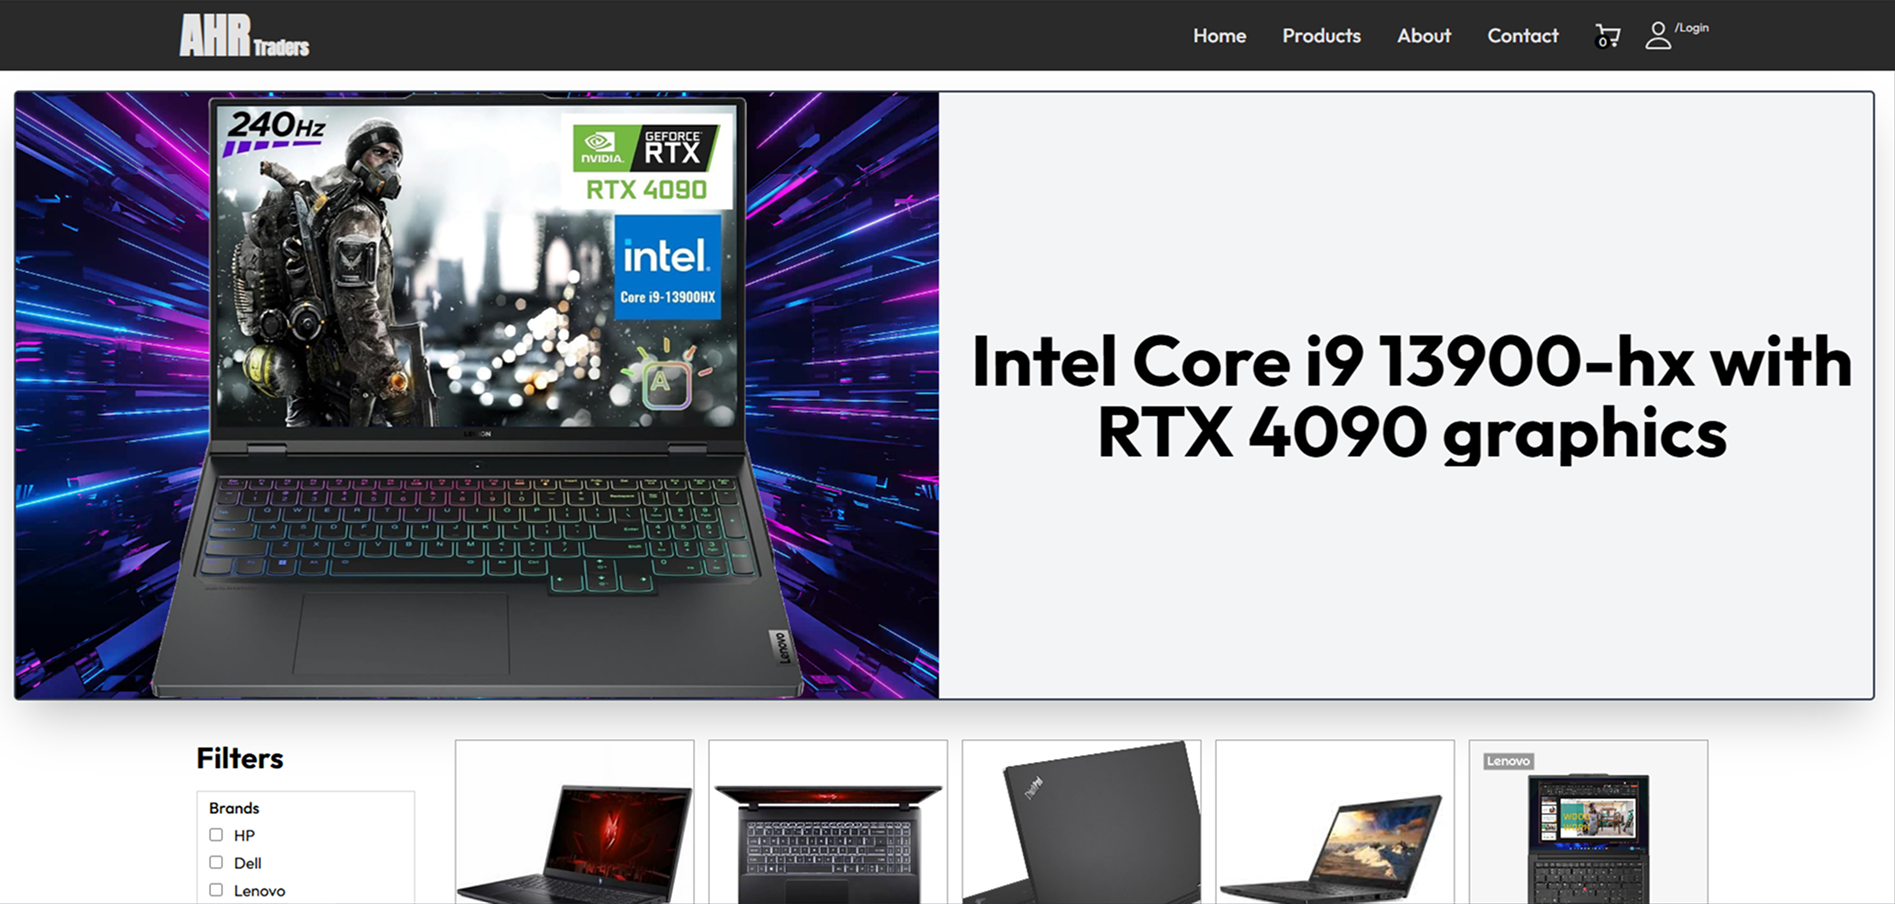 AHR Traders
Home Products About Contact 0 /Login
240Hz
NVIDIA. GEFORCE RTX
RTX 4090
intel.
Core i9-13900HX
A
LEGION
Lenovo
Intel Core i9 13900-hx with
RTX 4090 graphics
Filters
Brands
HP
Dell
Lenovo
ThinkPad
Lenovo